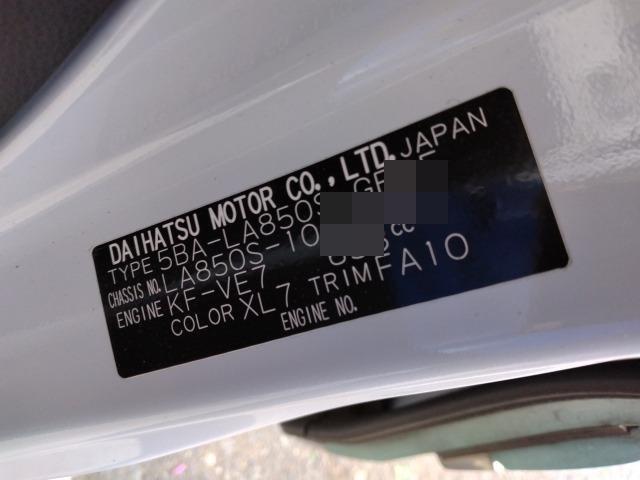 DAIHATSU MOTOR CO., LTD. JAPAN
TYPE 5BA-LA850S-
CHASSIS NO. LA850S-10
ENGINE KF-VE7 cc
COLOR XL7 TRIM FA10
ENGINE NO.